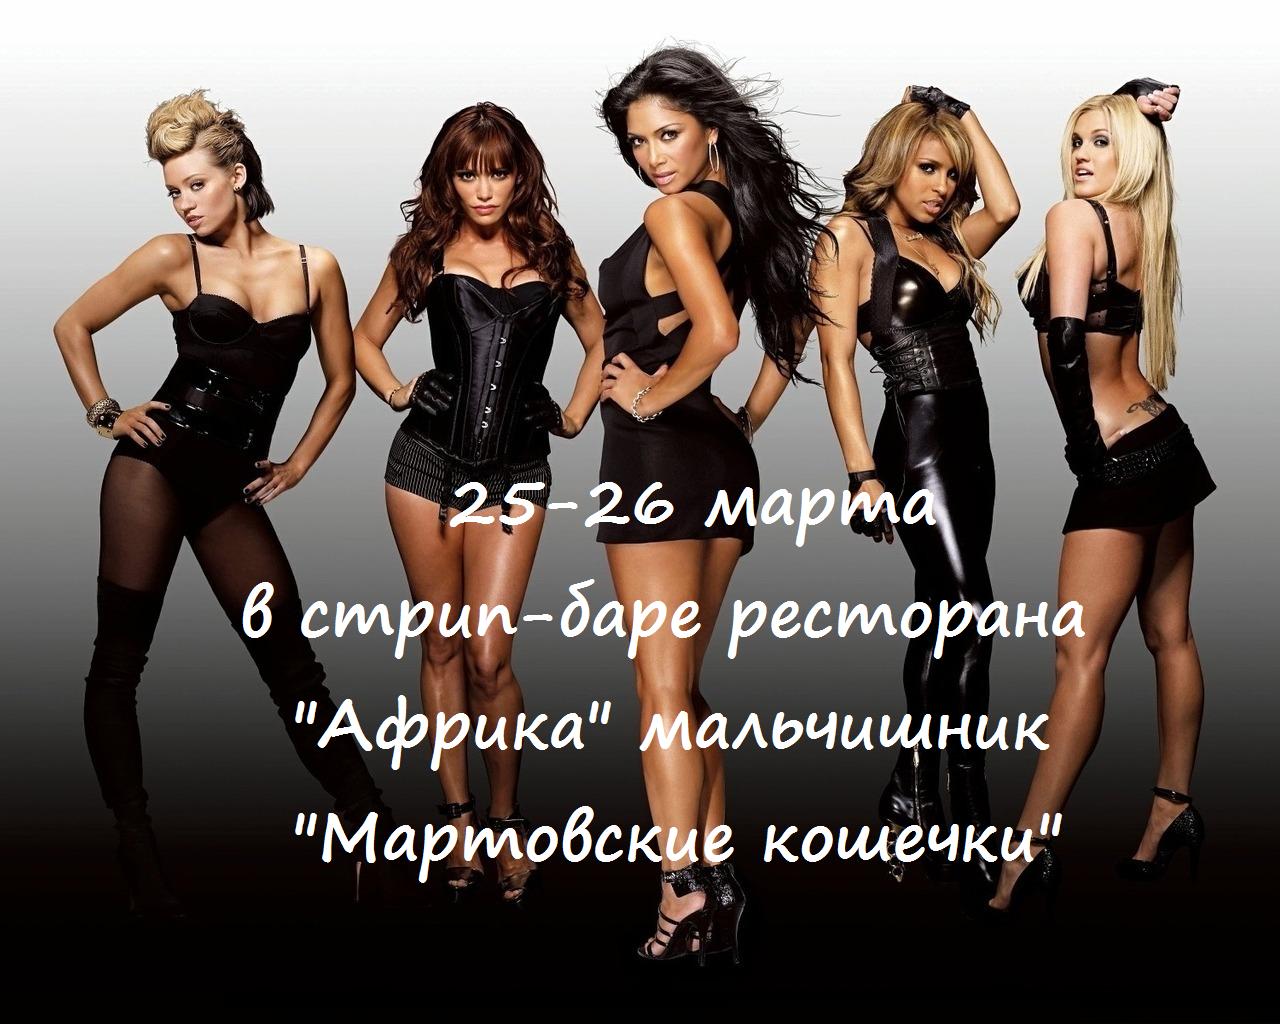 25-26 марта
в стрип-баре ресторана
"Африка" мальчишник
"Мартовские кошечки"